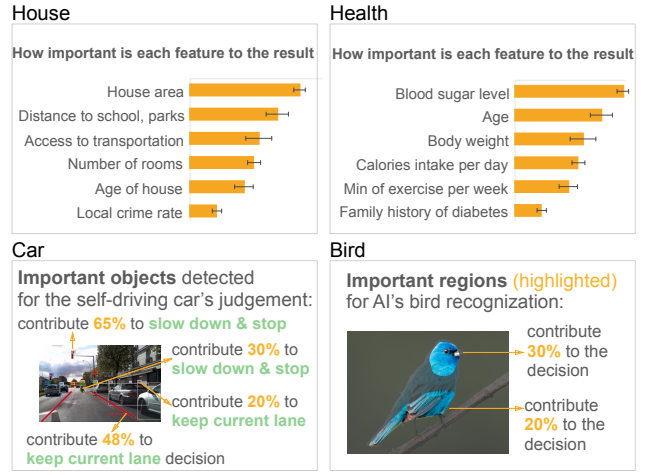 House
How important is each feature to the result
House area
Distance to school, parks
Access to transportation
Number of rooms
Age of house
Local crime rate
Health
How important is each feature to the result
Blood sugar level
Age
Body weight
Calories intake per day
Min of exercise per week
Family history of diabetes
Car
Important objects detected
for the self-driving car's judgement:
contribute 65% to slow down & stop
contribute 30% to
slow down & stop
contribute 20% to
keep current lane
contribute 48% to
keep current lane decision
Bird
Important regions (highlighted)
for AI's bird recognization:
contribute
30% to the
decision
contribute
20% to the
decision